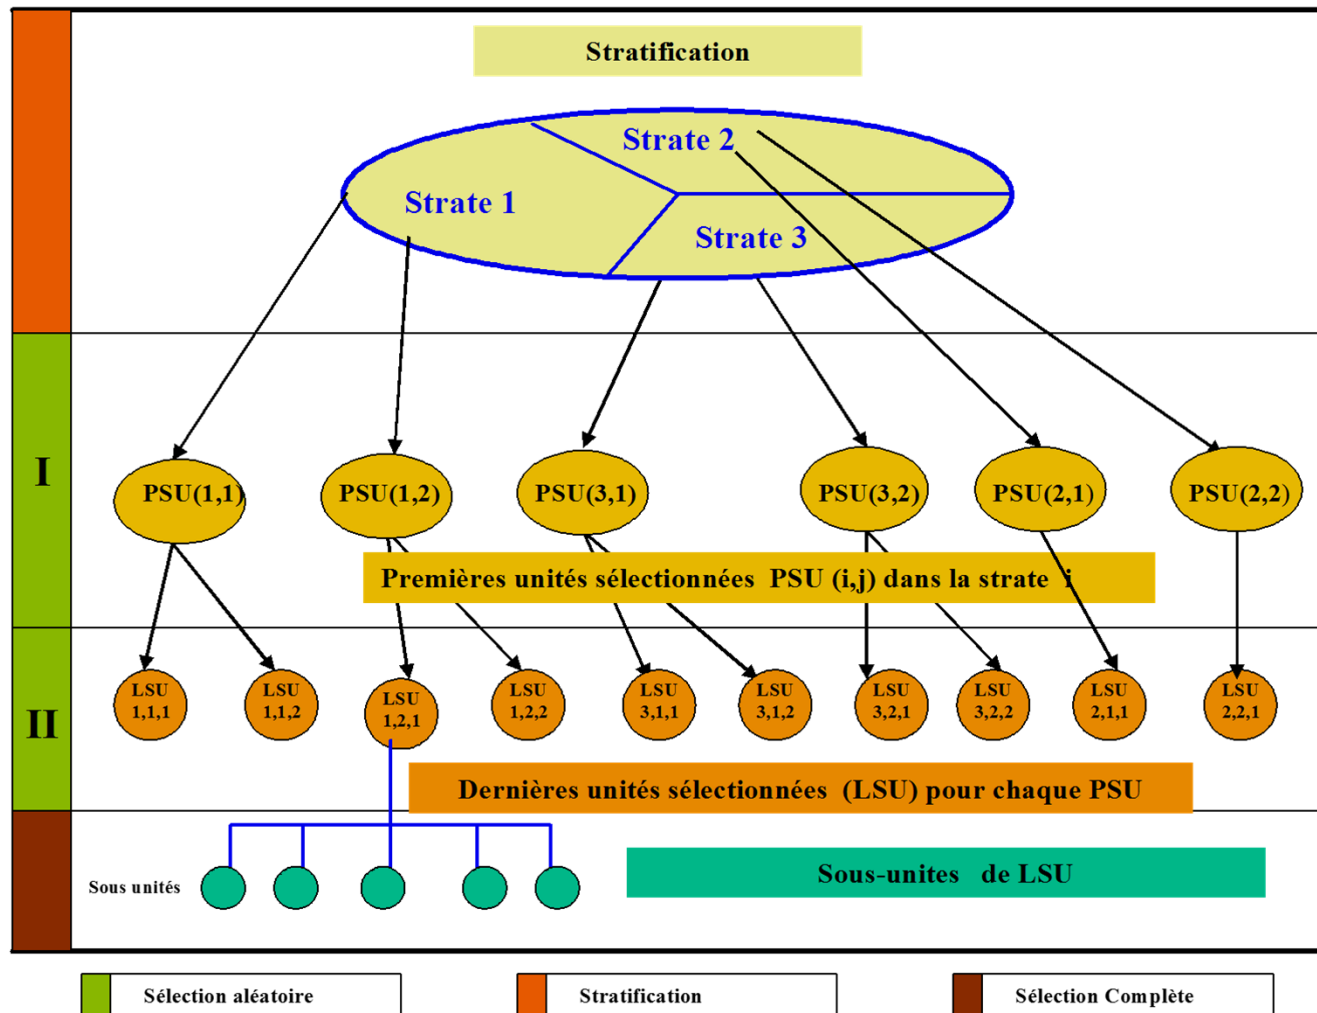 Stratification
Strate 2
Strate 1
Strate 3
I
PSU(1,1)
PSU(1,2)
PSU(3,1)
PSU(3,2)
PSU(2,1)
PSU(2,2)
Premières unités sélectionnées PSU (i,j) dans la strate i
II
LSU
1,1,1
LSU
1,1,2
LSU
1,2,1
LSU
1,2,2
LSU
3,1,1
LSU
3,1,2
LSU
3,2,1
LSU
3,2,2
LSU
2,1,1
LSU
2,2,1
Dernières unités sélectionnées (LSU) pour chaque PSU
Sous unités
Sous-unites de LSU
Sélection aléatoire
Stratification
Sélection Complète